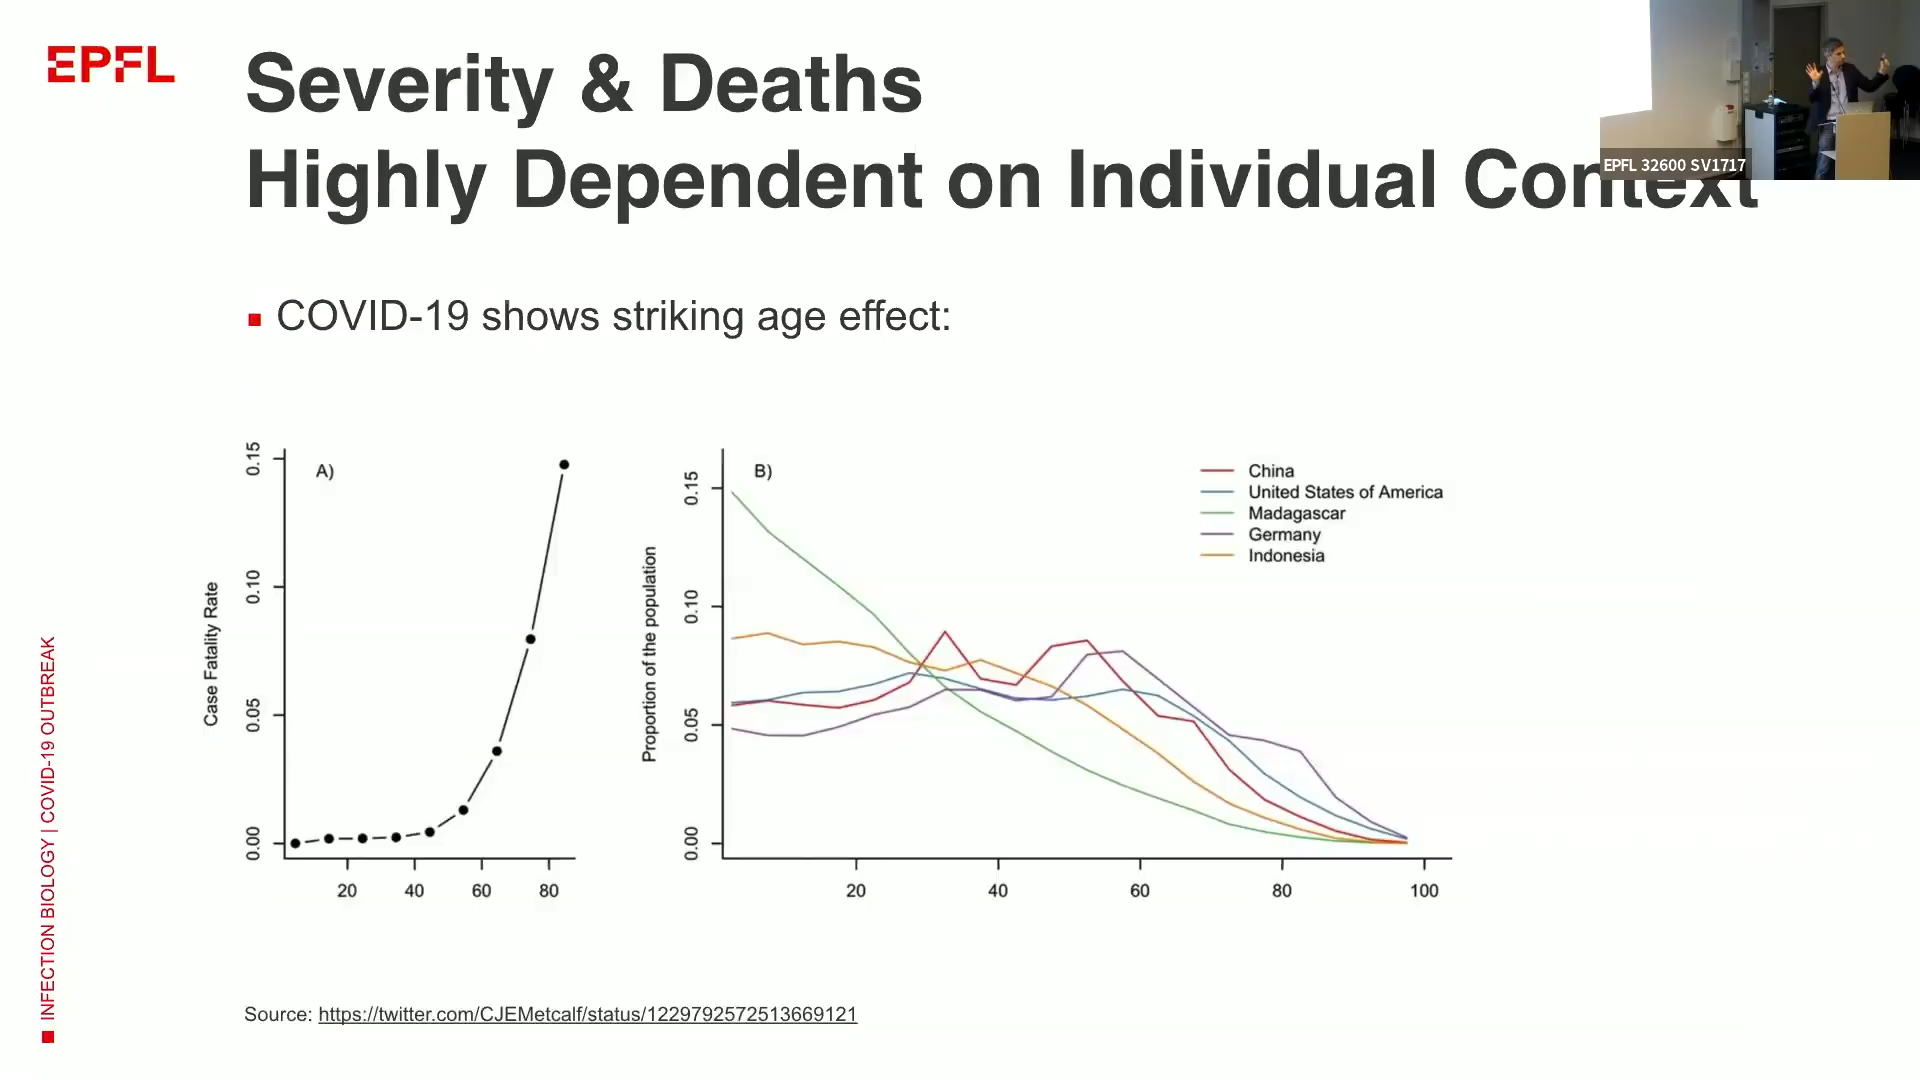 EPFL
Severity & Deaths
Highly Dependent on Individual Context
EPFL 32600 SV1717
COVID-19 shows striking age effect:
A)
Case Fatality Rate
0.15
0.10
0.05
0.00
20 40 60 80
B)
Proportion of the population
0.15
0.10
0.05
0.00
20 40 60 80 100
China
United States of America
Madagascar
Germany
Indonesia
INFECTION BIOLOGY | COVID-19 OUTBREAK
Source: https://twitter.com/CJEMetcalf/status/1229792572513669121